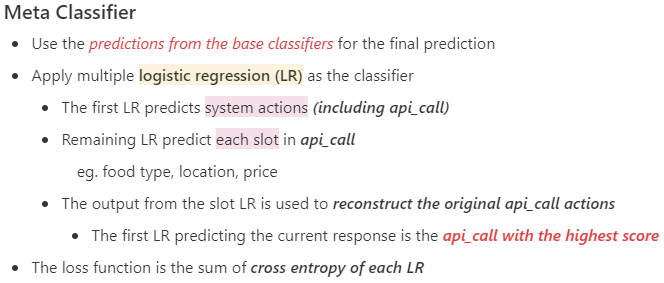 Meta Classifier
• Use the predictions from the base classifiers for the final prediction
• Apply multiple logistic regression (LR) as the classifier
• The first LR predicts system actions (including api_call)
• Remaining LR predict each slot in api_call
eg. food type, location, price
• The output from the slot LR is used to reconstruct the original api_call actions
• The first LR predicting the current response is the api_call with the highest score
• The loss function is the sum of cross entropy of each LR